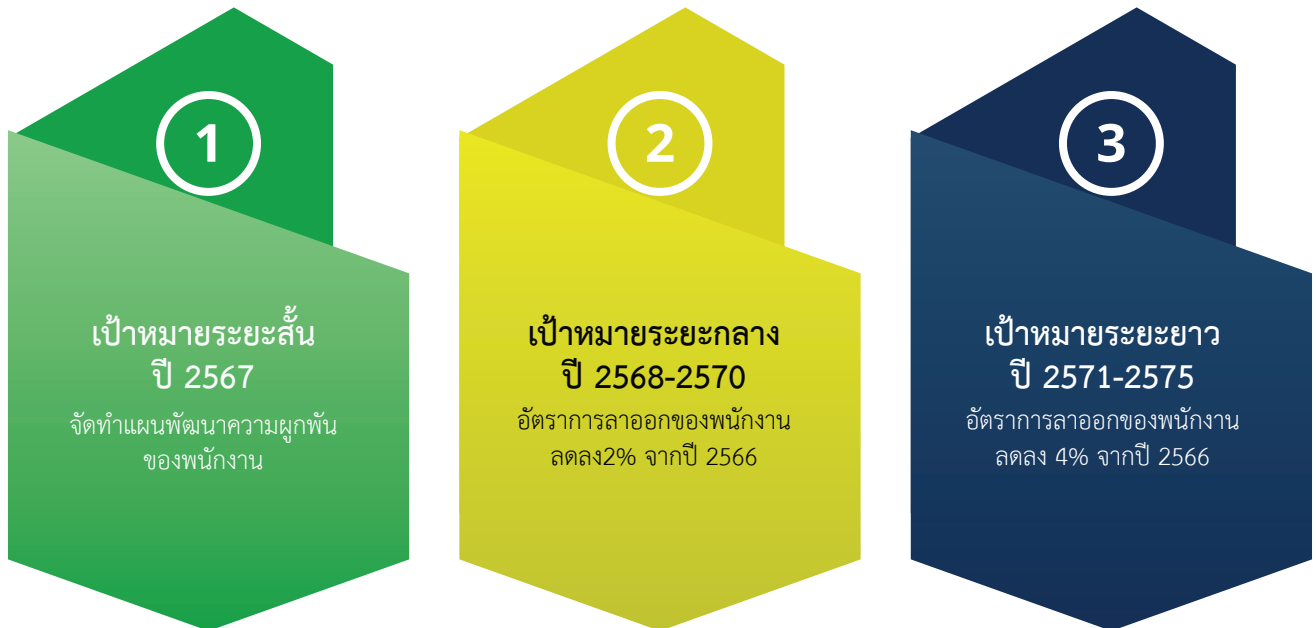 1
เป้าหมายระยะสั้น
ปี 2567
จัดทำแผนพัฒนาความผูกพัน
ของพนักงาน
2
เป้าหมายระยะกลาง
ปี 2568-2570
อัตราการลาออกของพนักงาน
ลดลง2% จากปี 2566
3
เป้าหมายระยะยาว
ปี 2571-2575
อัตราการลาออกของพนักงาน
ลดลง 4% จากปี 2566